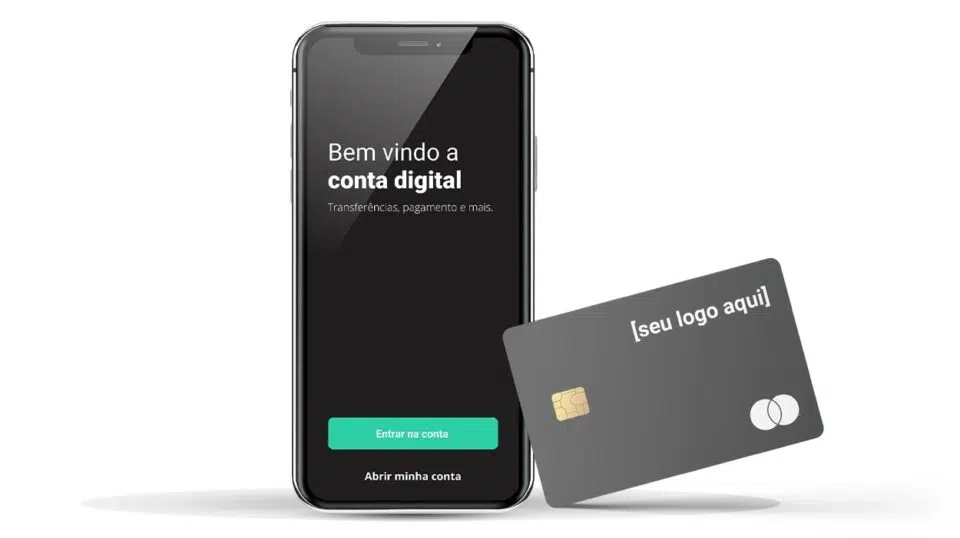 Bem vindo a
conta digital
Transferências, pagamento e mais.
Entrar na conta
Abrir minha conta
[seu logo aqui]